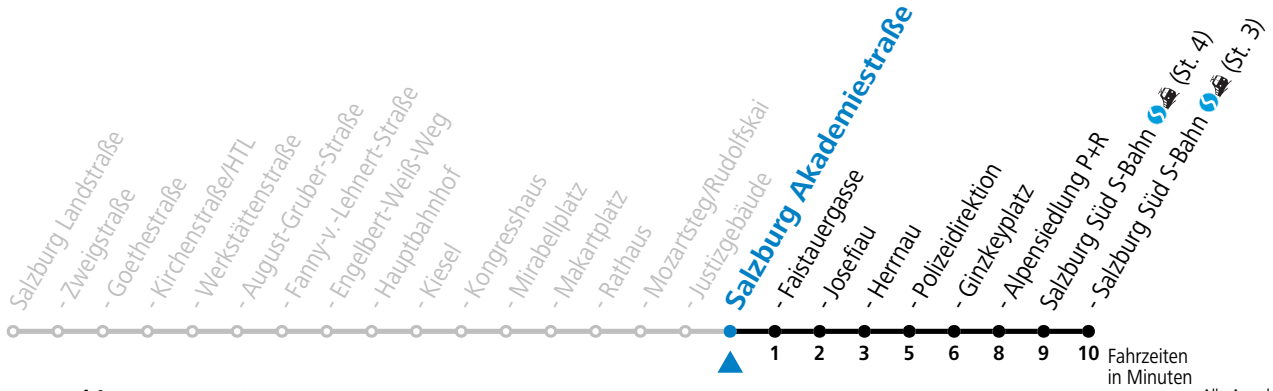 Salzburg Landstraße
- Zweigstraße
- Goethestraße
- Kirchenstraße/HTL
- Werkstättenstraße
- August-Gruber-Straße
- Fanny-v.-Lehnert-Straße
- Engelbert-Weiß-Weg
- Hauptbahnhof
- Kiesel
- Kongresshaus
- Mirabellplatz
- Makartplatz
- Rathaus
- Mozartsteg/Rudolfskai
- Justizgebäude
Salzburg Akademiestraße
- Faistauergasse
- Josefiau
- Herrnau
- Polizeidirektion
- Ginzkeyplatz
- Alpensiedlung P+R
Salzburg Süd S-Bahn (St. 4)
- Salzburg Süd S-Bahn (St. 3)
1 2 3 5 6 8 9 10 Fahrzeiten
in Minuten